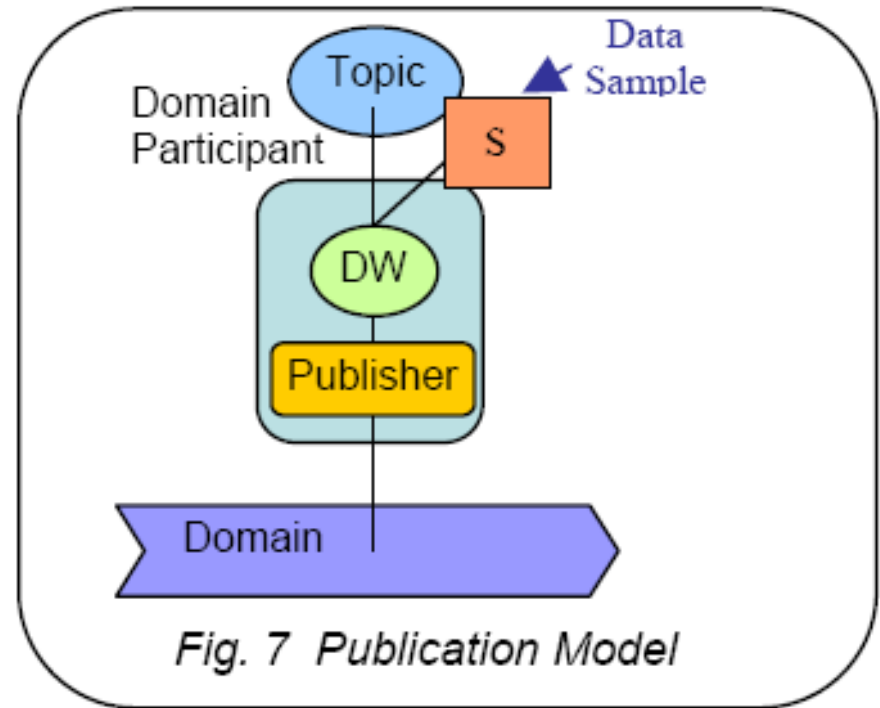 Topic
Data
Sample
Domain
Participant
S
DW
Publisher
Domain
Fig. 7 Publication Model